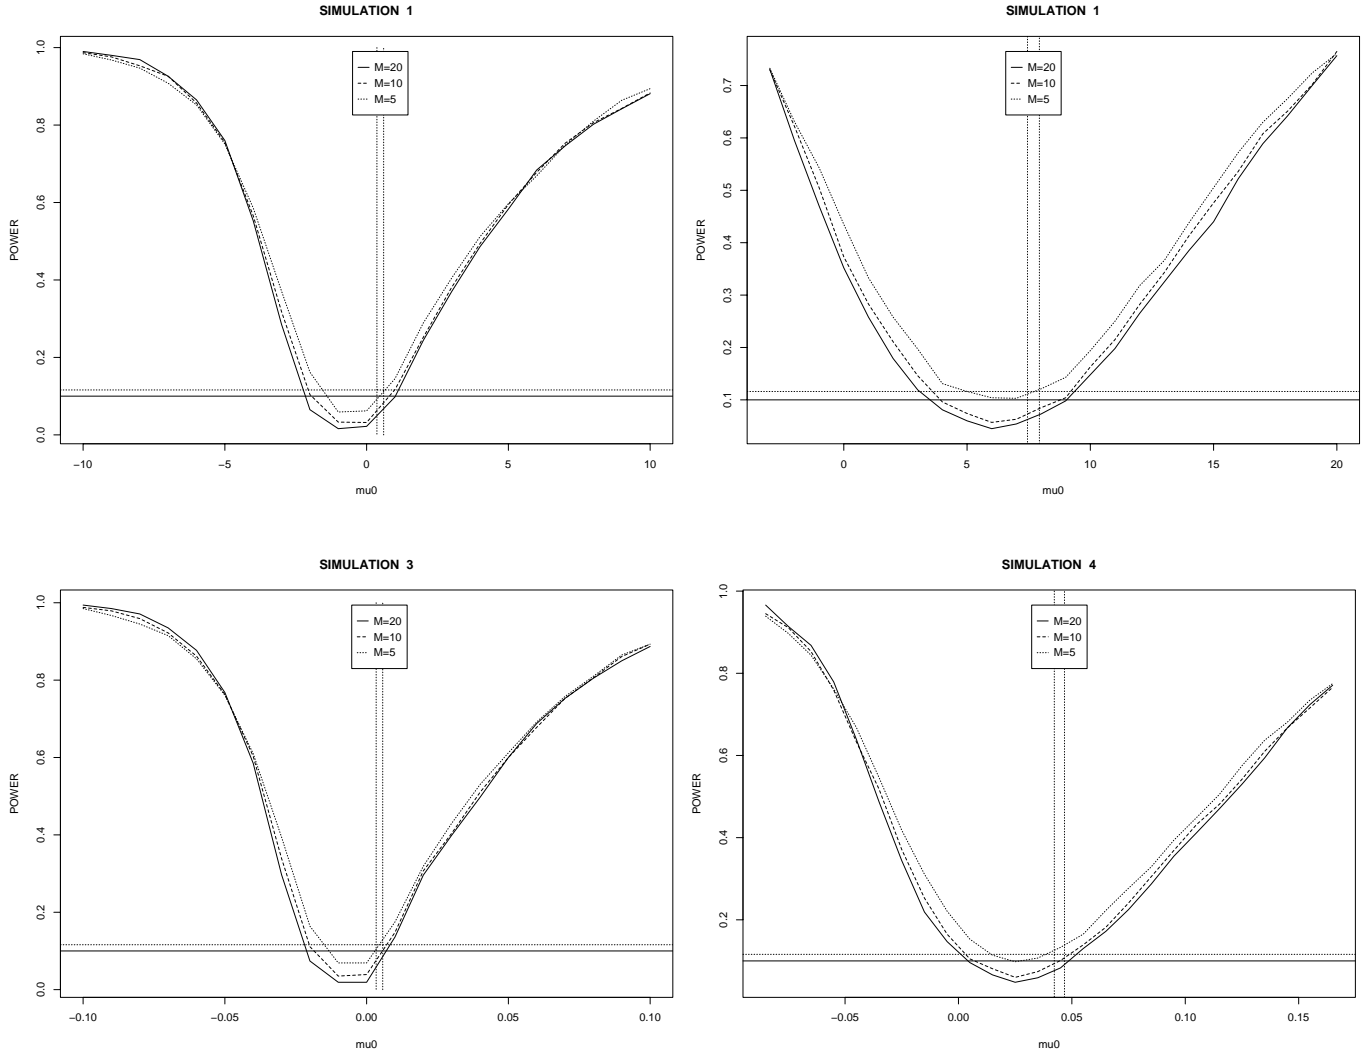 SIMULATION 1
POWER
1.0
0.8
0.6
0.4
0.2
0.0
M=20
M=10
M=5
−10
−5
0
5
10
mu0
SIMULATION 1
POWER
0.7
0.6
0.5
0.4
0.3
0.2
0.1
M=20
M=10
M=5
0
5
10
15
20
mu0
SIMULATION 3
POWER
1.0
0.8
0.6
0.4
0.2
0.0
M=20
M=10
M=5
−0.10
−0.05
0.00
0.05
0.10
mu0
SIMULATION 4
POWER
1.0
0.8
0.6
0.4
0.2
M=20
M=10
M=5
−0.05
0.00
0.05
0.10
0.15
mu0